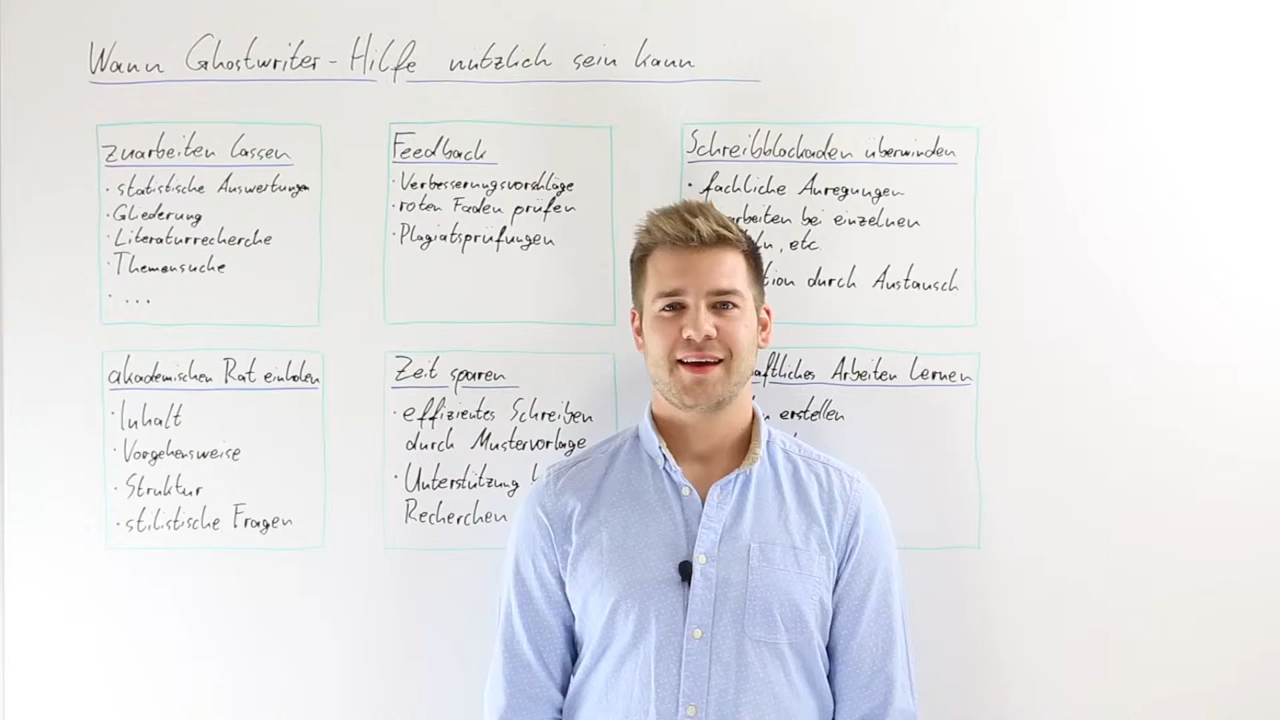 Wann Ghostwriter-Hilfe nützlich sein kann
zuarbeiten lassen
· statistische Auswertungen
· Gliederung
· Literaturrecherche
· Themensuche
· ...
Feedback
· Verbesserungsvorschläge
· roten Faden prüfen
· Plagiatsprüfungen
Schreibblockaden überwinden
· fachliche Anregungen
arbeiten bei einzelnen
, etc.
tion durch Austausch
akademischen Rat einholen
· Inhalt
· Vorgehensweise
· Struktur
· stilistische Fragen
Zeit sparen
· effizientes Schreiben
durch Mustervorlage
· Unterstützung
Recherchen
aftliches Arbeiten lernen
erstellen